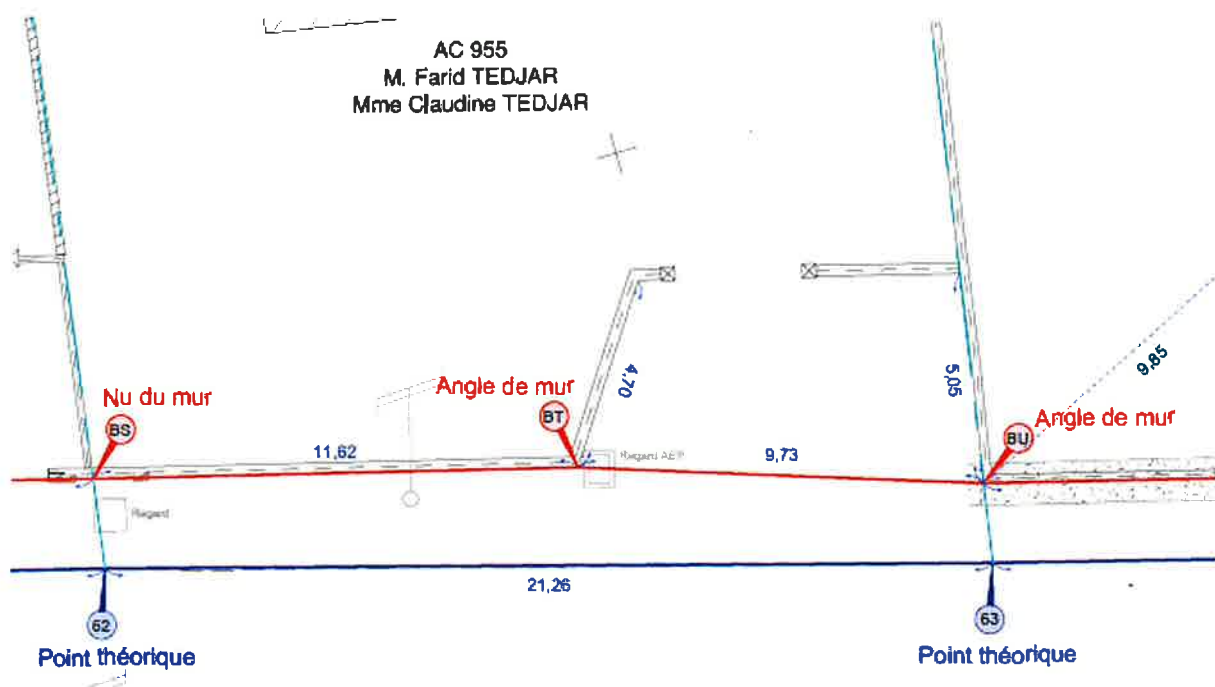 AC 955
M. Farid TEDJAR
Mme Claudine TEDJAR
Nu du mur
BS
Angle de mur
BT
4,70
5,05
9,85
BU
Angle de mur
11,62
Regard AEP
9,73
Regard
21,26
62
Point théorique
63
Point théorique